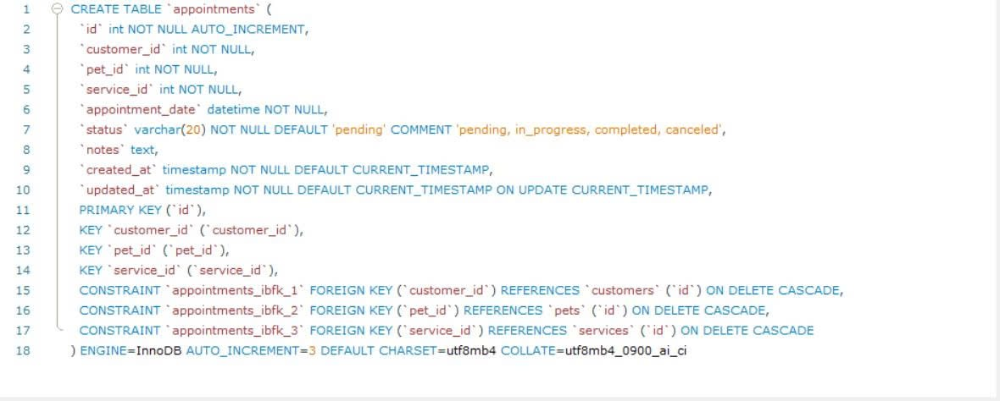 1 CREATE TABLE `appointments` (
2 `id` int NOT NULL AUTO_INCREMENT,
3 `customer_id` int NOT NULL,
4 `pet_id` int NOT NULL,
5 `service_id` int NOT NULL,
6 `appointment_date` datetime NOT NULL,
7 `status` varchar(20) NOT NULL DEFAULT 'pending' COMMENT 'pending, in_progress, completed, canceled',
8 `notes` text,
9 `created_at` timestamp NOT NULL DEFAULT CURRENT_TIMESTAMP,
10 `updated_at` timestamp NOT NULL DEFAULT CURRENT_TIMESTAMP ON UPDATE CURRENT_TIMESTAMP,
11 PRIMARY KEY (`id`),
12 KEY `customer_id` (`customer_id`),
13 KEY `pet_id` (`pet_id`),
14 KEY `service_id` (`service_id`),
15 CONSTRAINT `appointments_ibfk_1` FOREIGN KEY (`customer_id`) REFERENCES `customers` (`id`) ON DELETE CASCADE,
16 CONSTRAINT `appointments_ibfk_2` FOREIGN KEY (`pet_id`) REFERENCES `pets` (`id`) ON DELETE CASCADE,
17 CONSTRAINT `appointments_ibfk_3` FOREIGN KEY (`service_id`) REFERENCES `services` (`id`) ON DELETE CASCADE
18 ) ENGINE=InnoDB AUTO_INCREMENT=3 DEFAULT CHARSET=utf8mb4 COLLATE=utf8mb4_0900_ai_ci